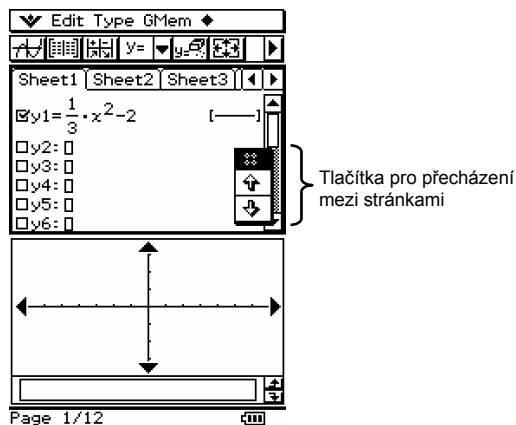 Edit Type GMem
y=
Sheet1 Sheet2 Sheet3
y1=1/3·x^2-2 [—]
y2:
y3:
y4:
y5:
y6:
Tlačítka pro přecházení
mezi stránkami
Page 1/12